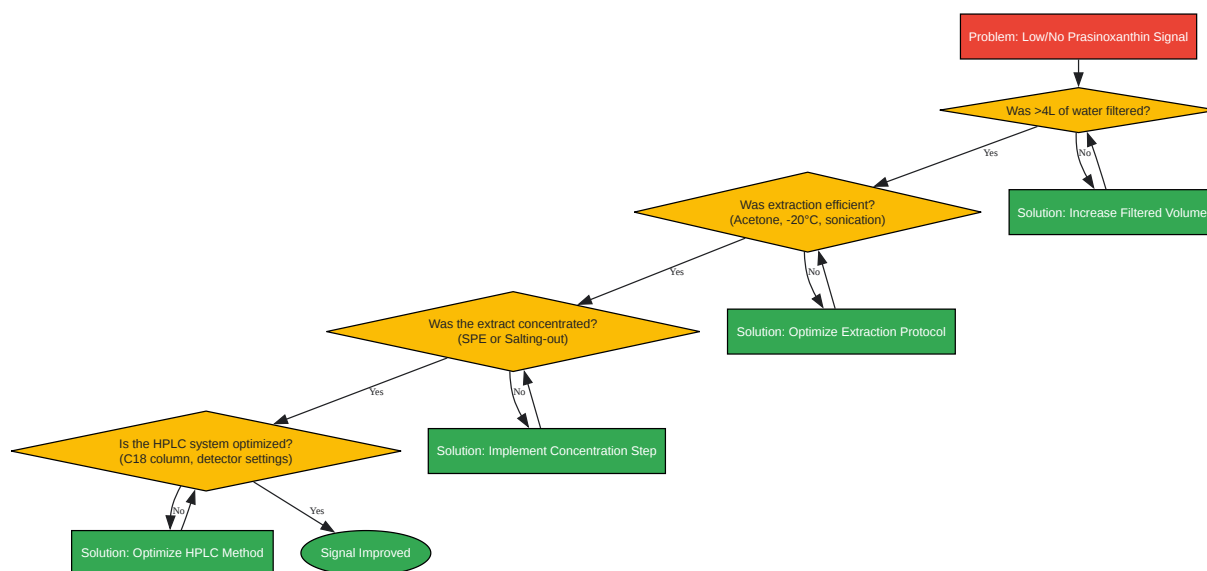 Problem: Low/No Prasinoxanthin Signal
Was >4L of water filtered?
Yes
No
Solution: Increase Filtered Volume
Was extraction efficient?
(Acetone, -20°C, sonication)
Yes
No
Solution: Optimize Extraction Protocol
Was the extract concentrated?
(SPE or Salting-out)
Yes
No
Solution: Implement Concentration Step
Is the HPLC system optimized?
(C18 column, detector settings)
No
Yes
Solution: Optimize HPLC Method
Signal Improved